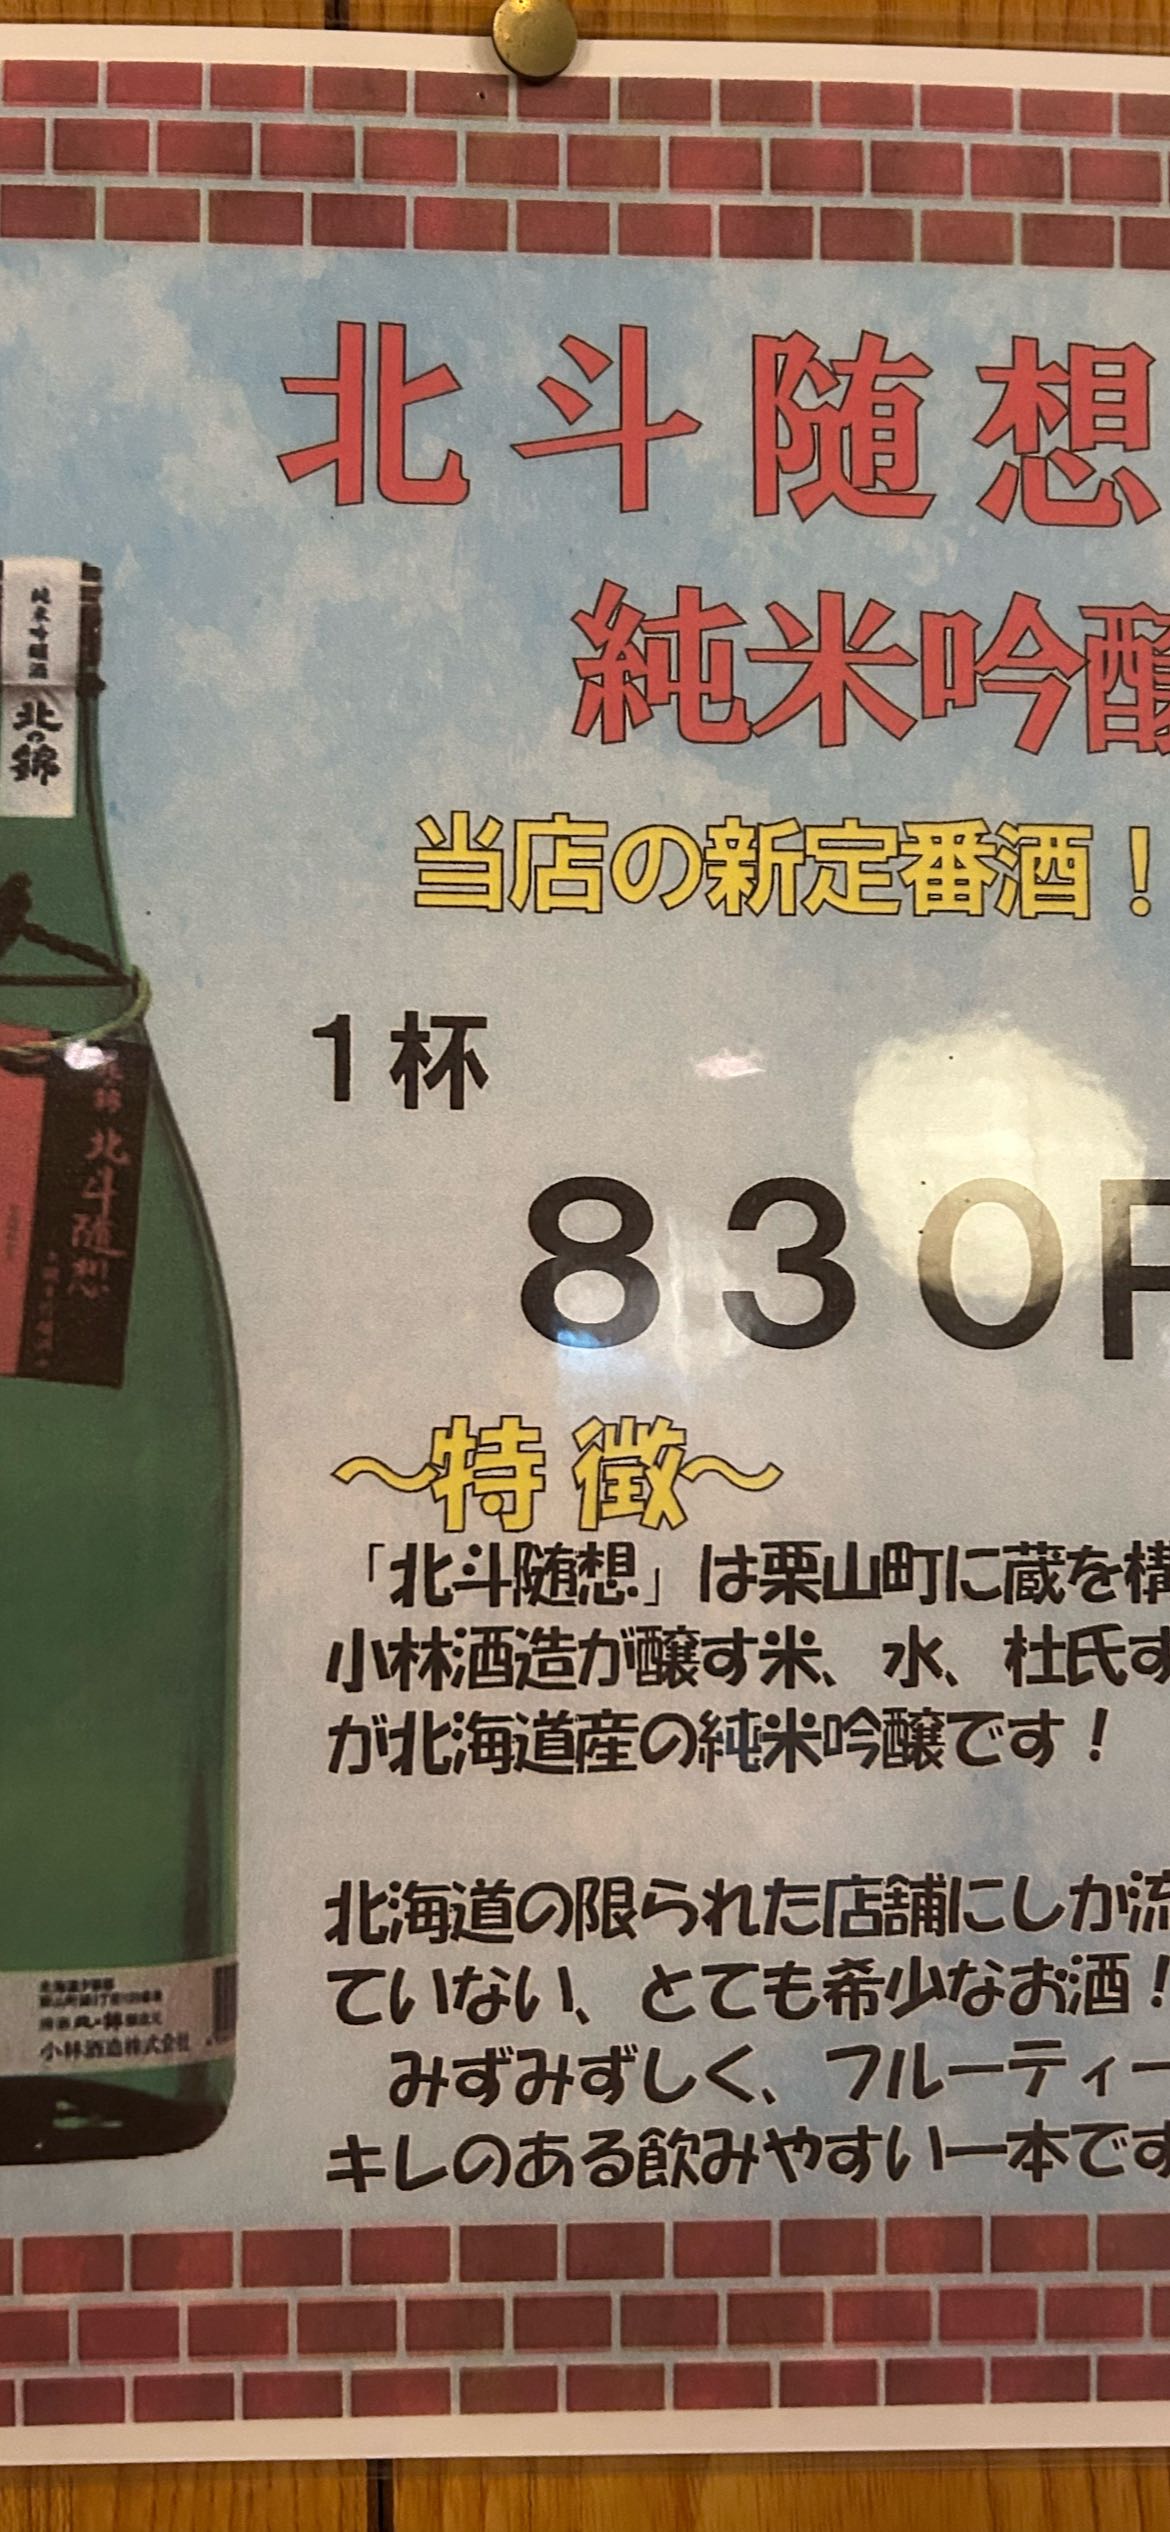 北斗随想
純米吟醸
当店の新定番酒！
1杯
830P
～特徴～
「北斗随想」は栗山町に蔵を構
小林酒造が醸す米、水、杜氏す
が北海道産の純米吟醸です！
北海道の限られた店舗にしか流
ていない、とても希少なお酒！
みずみずしく、フルーティー
キレのある飲みやすい一本です
純米吟醸酒
北の錦
北斗随想
小林酒造株式会社